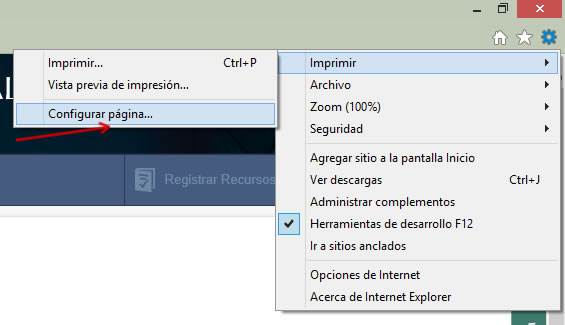 Imprimir... Ctrl+P
Vista previa de impresión...
Configurar página...
Imprimir
Archivo
Zoom (100%)
Seguridad
Agregar sitio a la pantalla Inicio
Ver descargas Ctrl+J
Administrar complementos
Herramientas de desarrollo F12
Ir a sitios anclados
Opciones de Internet
Acerca de Internet Explorer
Registrar Recursos